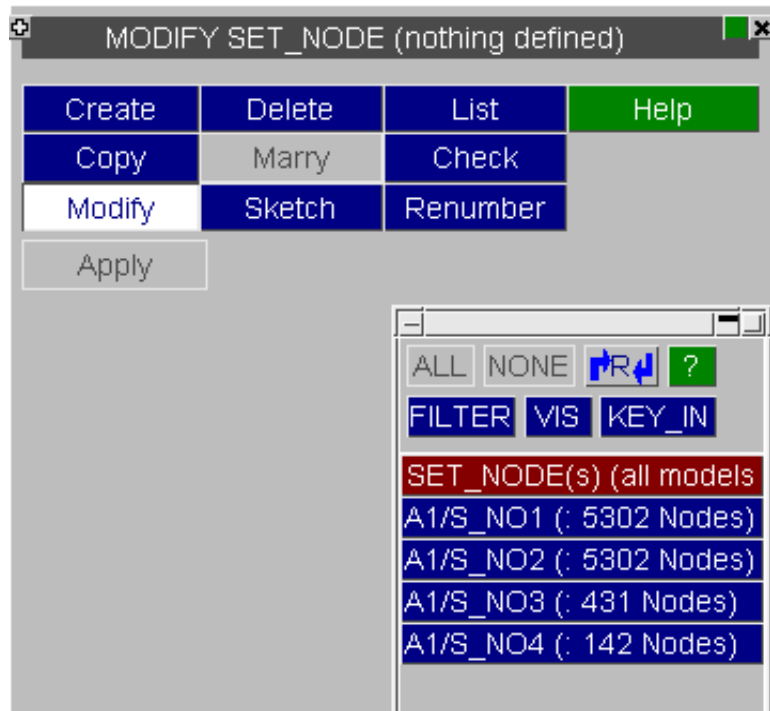 MODIFY SET_NODE (nothing defined)
Create Delete List Help
Copy Marry Check
Modify Sketch Renumber
Apply
ALL NONE R ?
FILTER VIS KEY_IN
SET_NODE(s) (all models
A1/S_NO1 (: 5302 Nodes)
A1/S_NO2 (: 5302 Nodes)
A1/S_NO3 (: 431 Nodes)
A1/S_NO4 (: 142 Nodes)